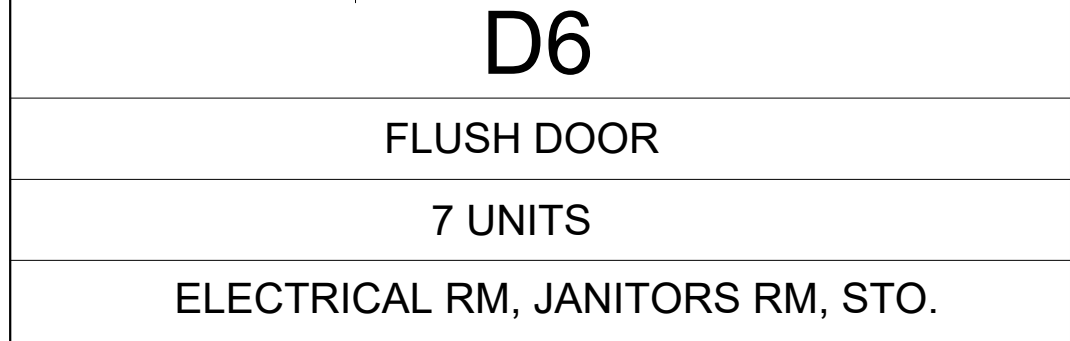 D6
FLUSH DOOR
7 UNITS
ELECTRICAL RM, JANITORS RM, STO.